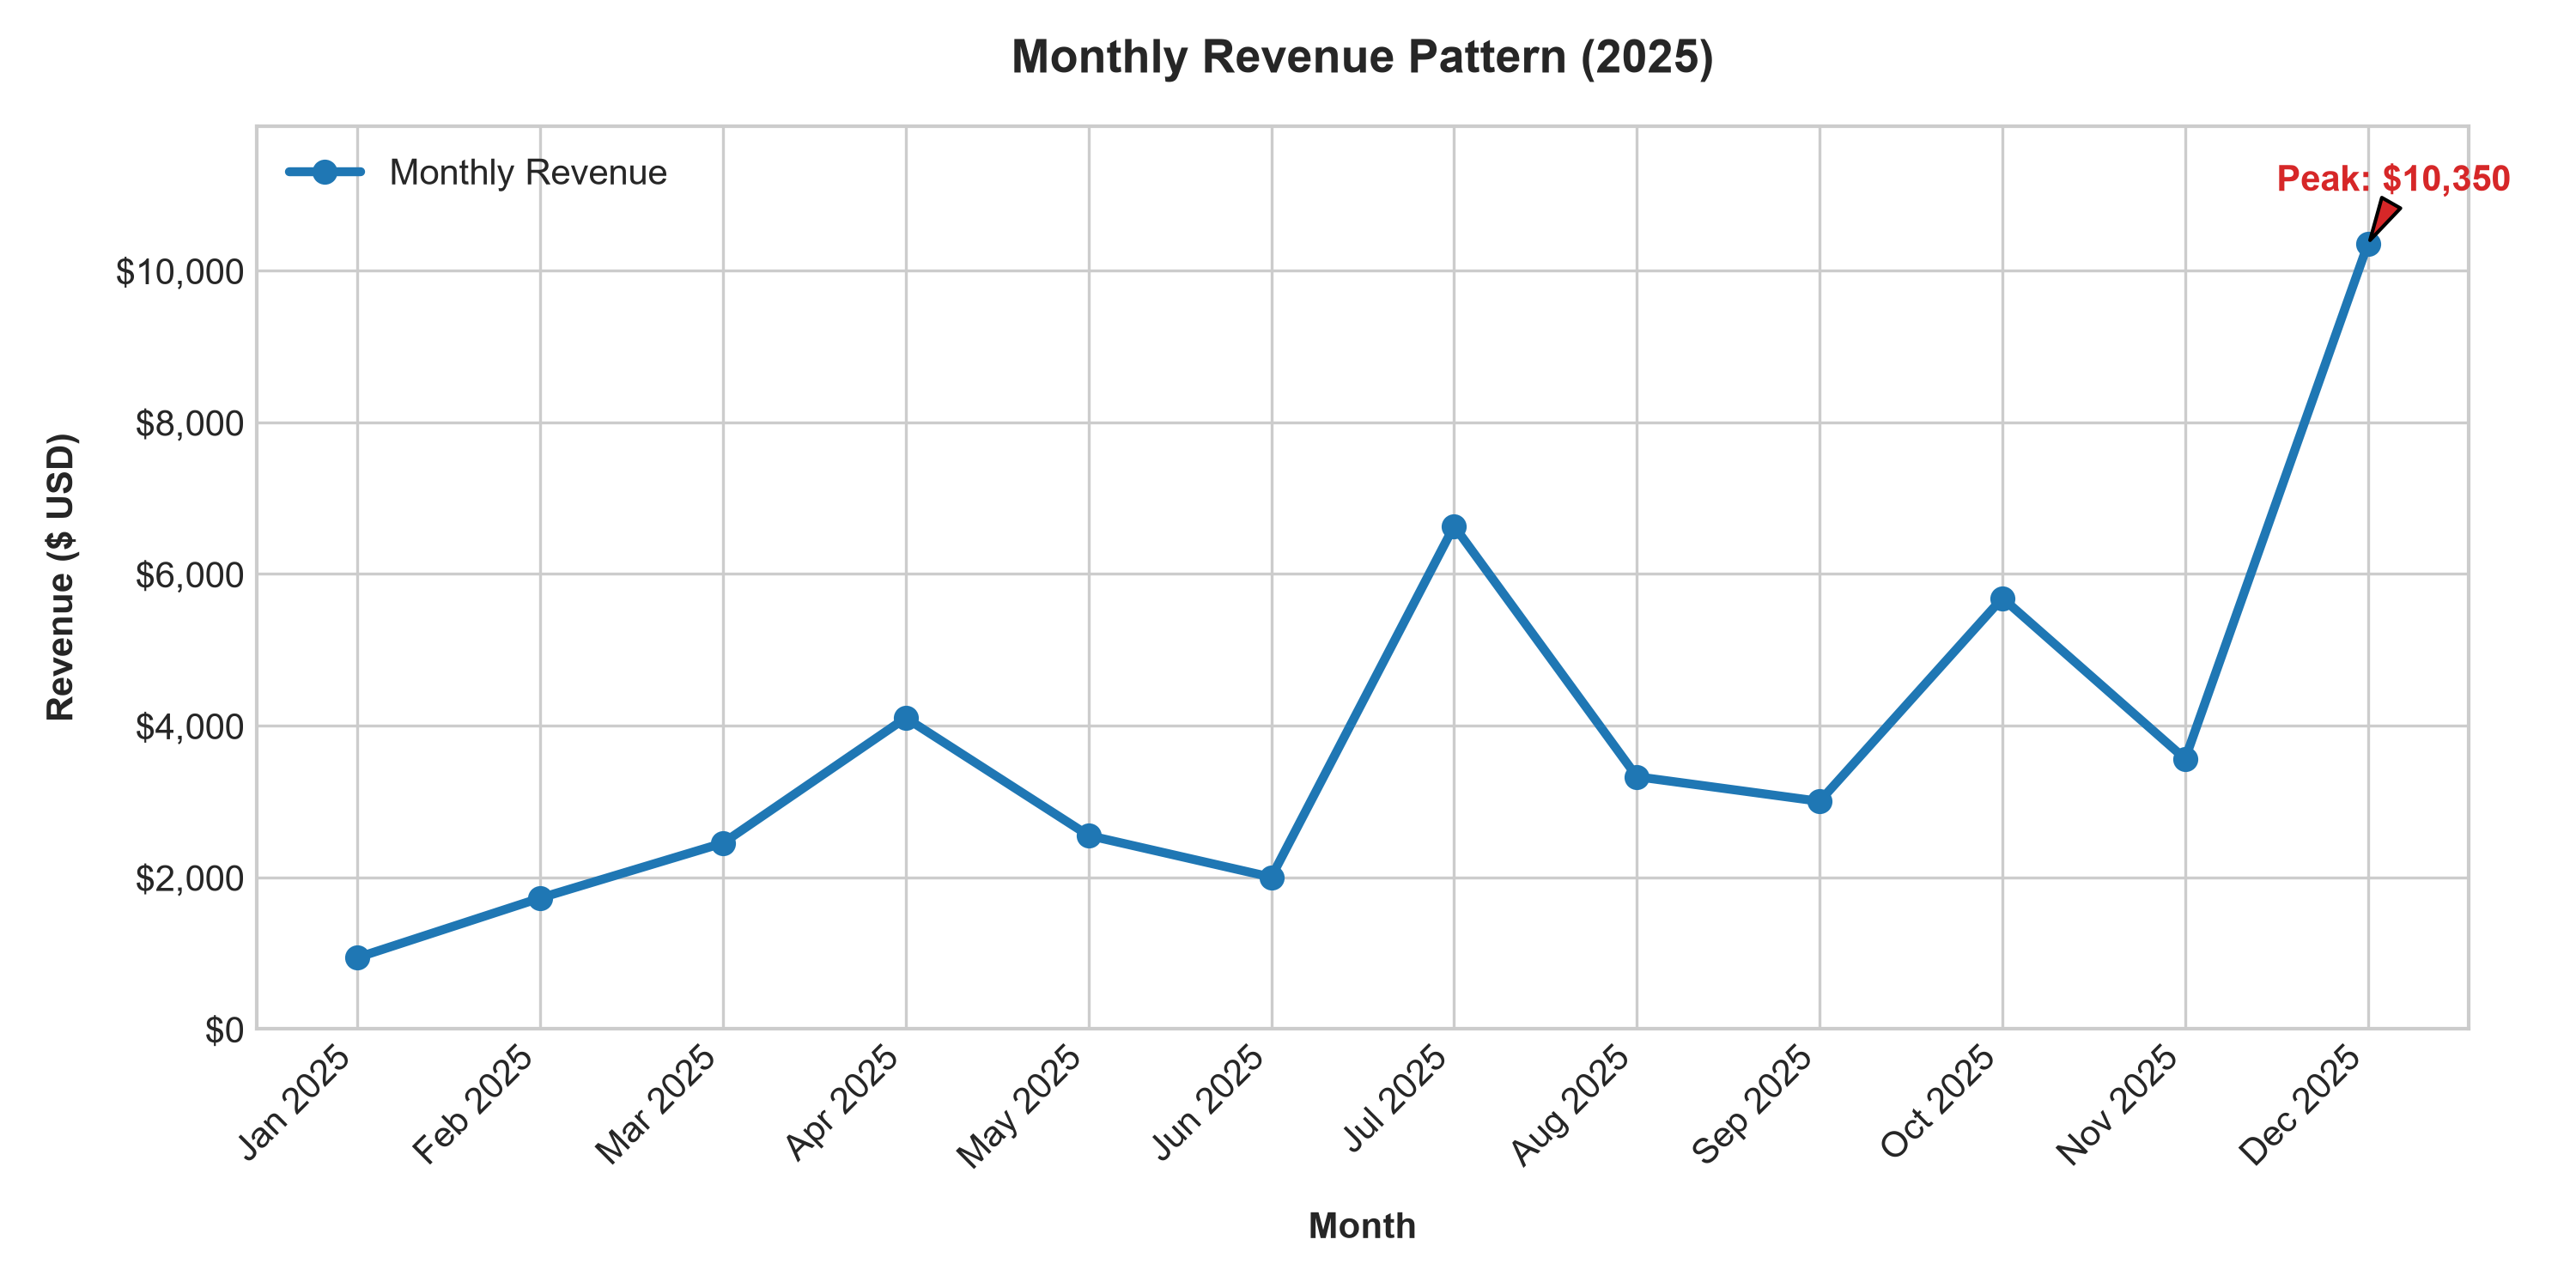 Monthly Revenue Pattern (2025)
Monthly Revenue
Peak: $10,350
Revenue ($ USD)
$10,000
$8,000
$6,000
$4,000
$2,000
$0
Jan 2025
Feb 2025
Mar 2025
Apr 2025
May 2025
Jun 2025
Jul 2025
Aug 2025
Sep 2025
Oct 2025
Nov 2025
Dec 2025
Month